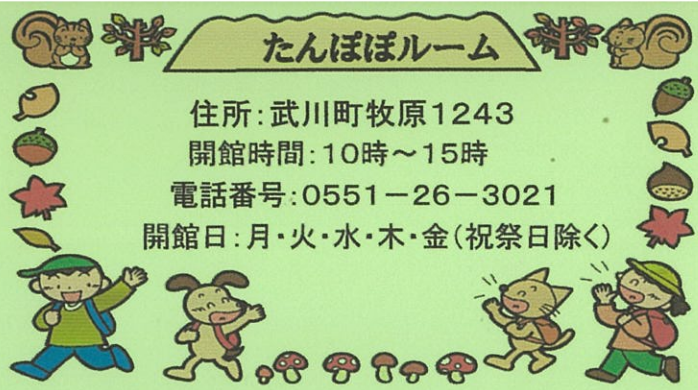 たんぽぽルーム
住所：武川町牧原１２４３
開館時間：１０時～１５時
電話番号：０５５１－２６－３０２１
開館日：月・火・水・木・金（祝祭日除く）